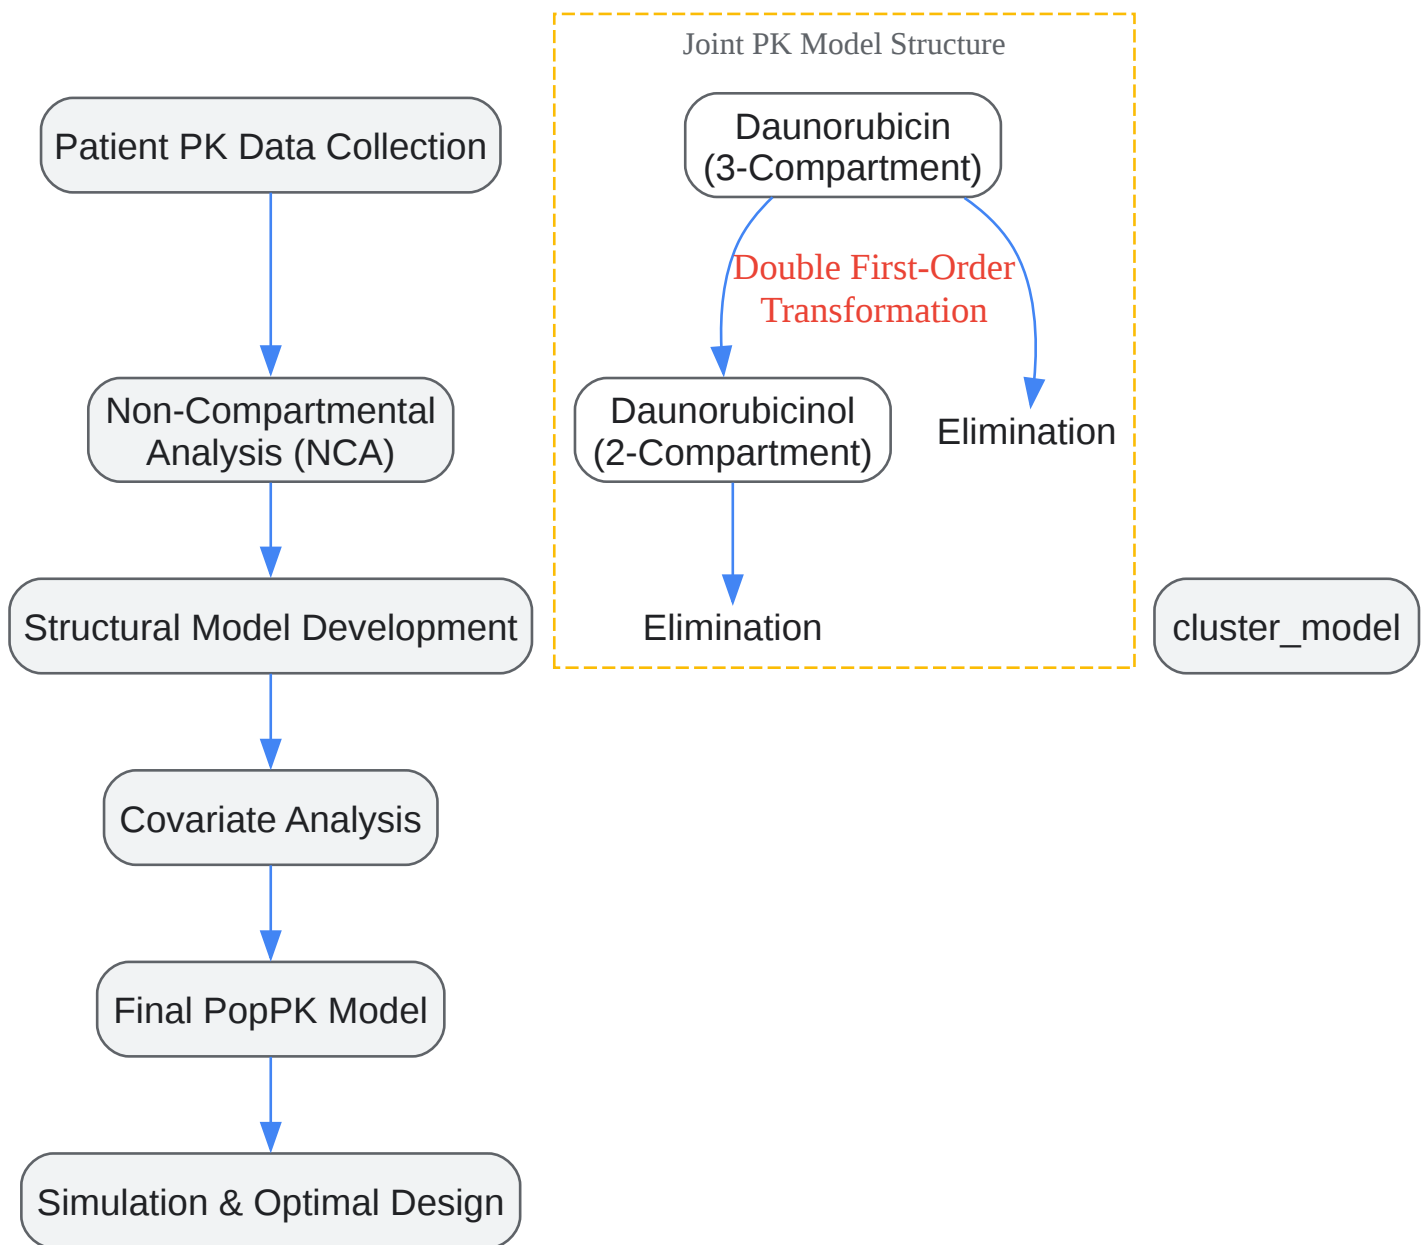 Joint PK Model Structure
Patient PK Data Collection
Daunorubicin
(3-Compartment)
Double First-Order
Transformation
Non-Compartmental
Analysis (NCA)
Daunorubicinol
(2-Compartment)
Elimination
Structural Model Development
Elimination
cluster_model
Covariate Analysis
Final PopPK Model
Simulation & Optimal Design